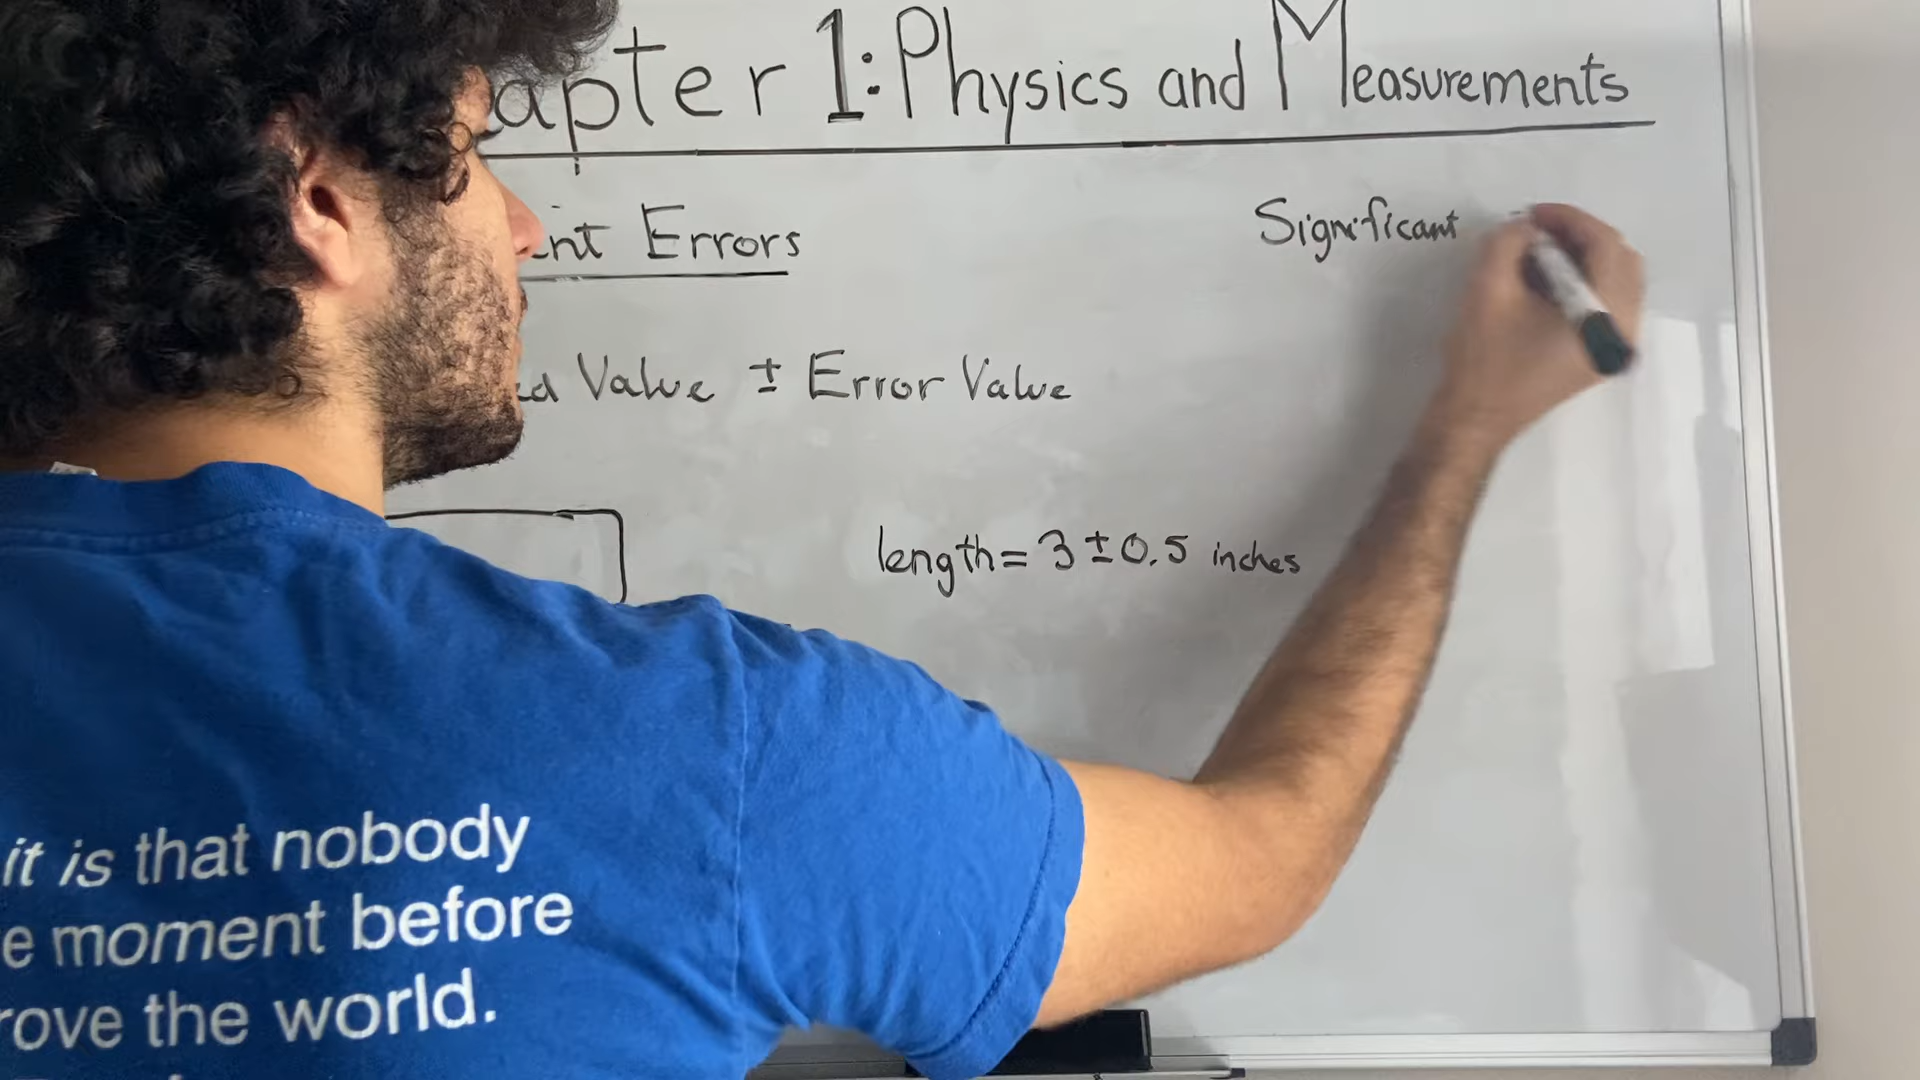 apter 1: Physics and Measurements
Errors
Significant
Value ± Error Value
length = 3 ± 0.5 inches
it is that nobody
moment before
the world.